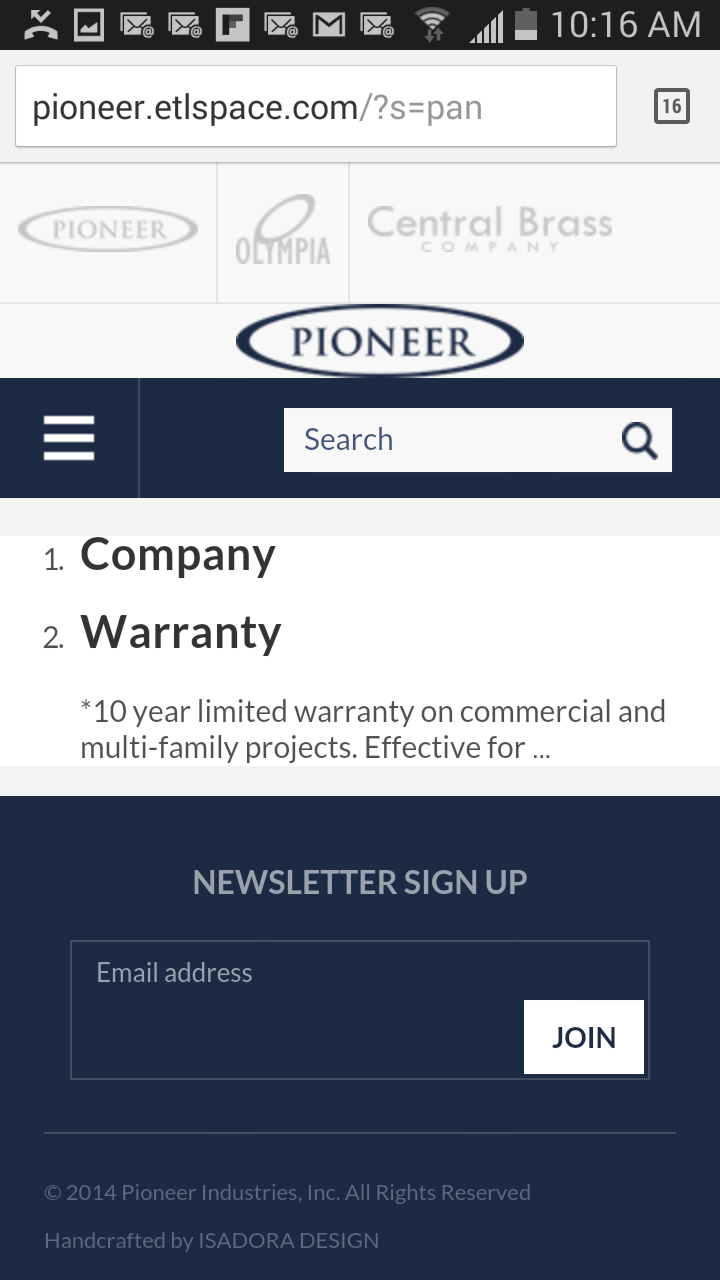 10:16 AM
pioneer.etlspace.com/?s=pan
16
PIONEER
OLYMPIA
Central Brass
COMPANY
PIONEER
Search
1. Company
2. Warranty
*10 year limited warranty on commercial and
multi-family projects. Effective for ...
NEWSLETTER SIGN UP
Email address
JOIN
© 2014 Pioneer Industries, Inc. All Rights Reserved
Handcrafted by ISADORA DESIGN